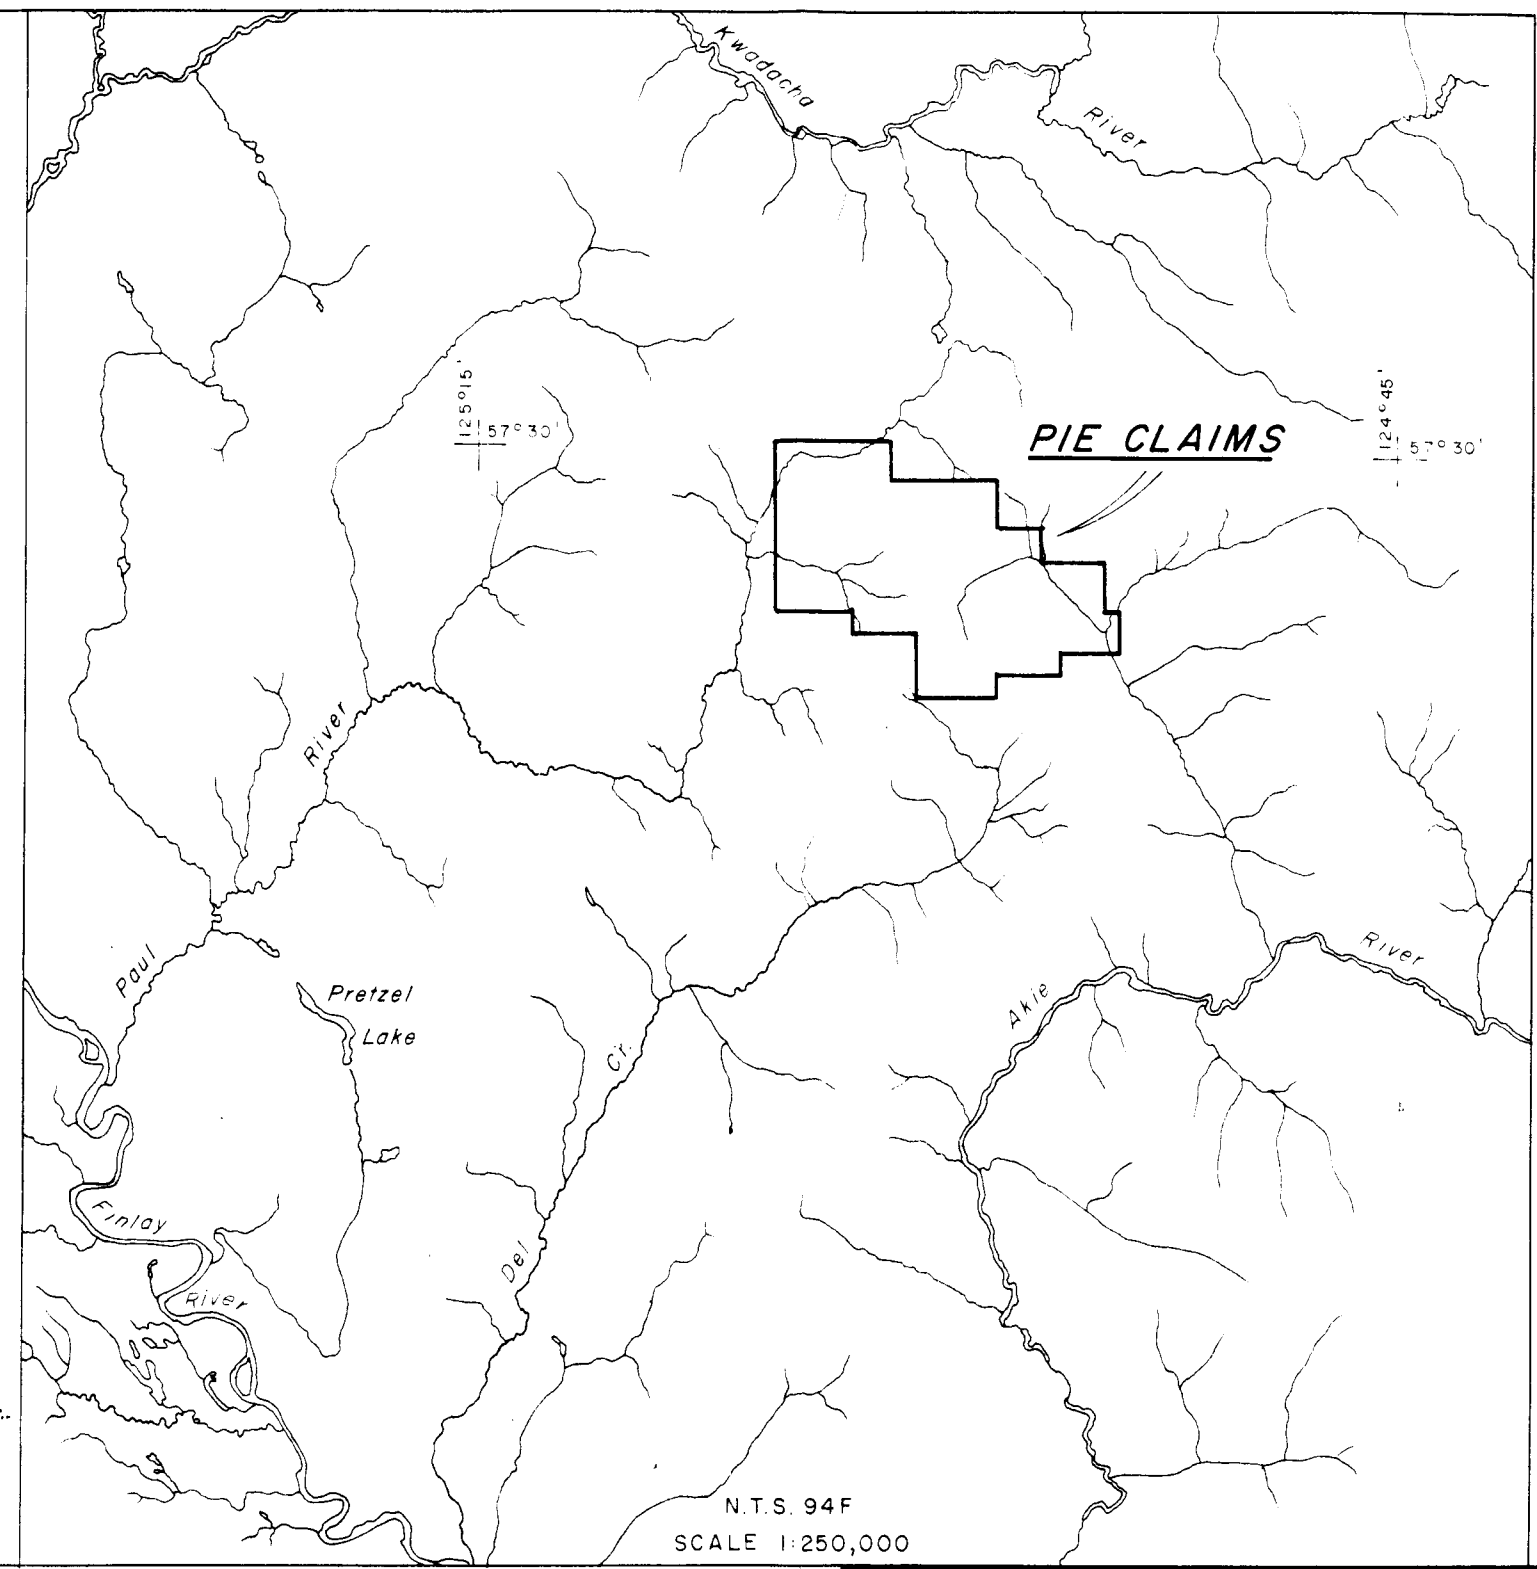 Kwadacha
River
125°15'
57°30'
PIE CLAIMS
124°45'
57°30'
River
Paul
Pretzel
Lake
Cr.
Akie
River
Finlay
River
Del
N.T.S. 94F
SCALE 1:250,000